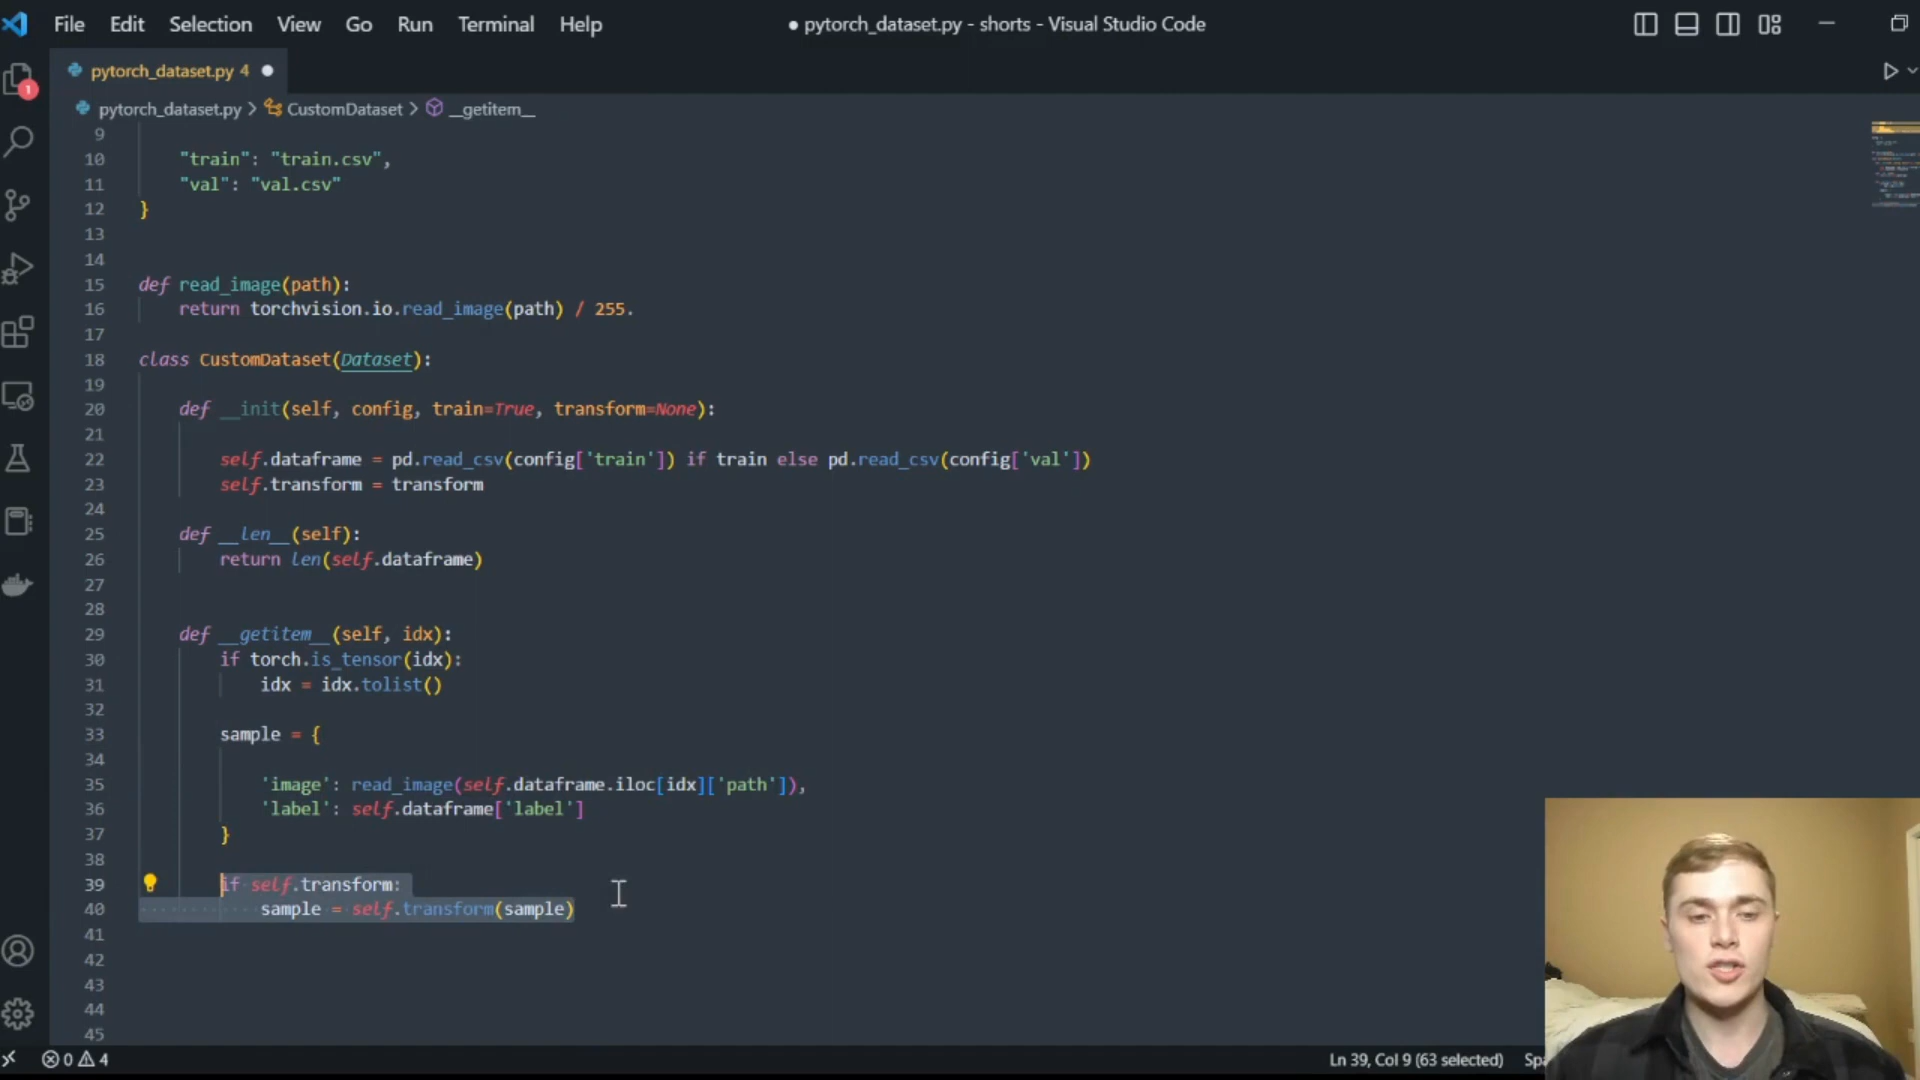 File Edit Selection View Go Run Terminal Help
● pytorch_dataset.py - shorts - Visual Studio Code
pytorch_dataset.py 4 ●
1
pytorch_dataset.py > CustomDataset > __getitem__
9
10 "train": "train.csv",
11 "val": "val.csv"
12 }
13
14
15 def read_image(path):
16 return torchvision.io.read_image(path) / 255.
17
18 class CustomDataset(Dataset):
19
20 def __init(self, config, train=True, transform=None):
21
22 self.dataframe = pd.read_csv(config['train']) if train else pd.read_csv(config['val'])
23 self.transform = transform
24
25 def __len__(self):
26 return len(self.dataframe)
27
28
29 def __getitem__(self, idx):
30 if torch.is_tensor(idx):
31 idx = idx.tolist()
32
33 sample = {
34
35 'image': read_image(self.dataframe.iloc[idx]['path']),
36 'label': self.dataframe['label']
37 }
38
39 if self.transform:
40 sample = self.transform(sample)
41
42
43
44
45
0 4
Ln 39, Col 9 (63 selected)